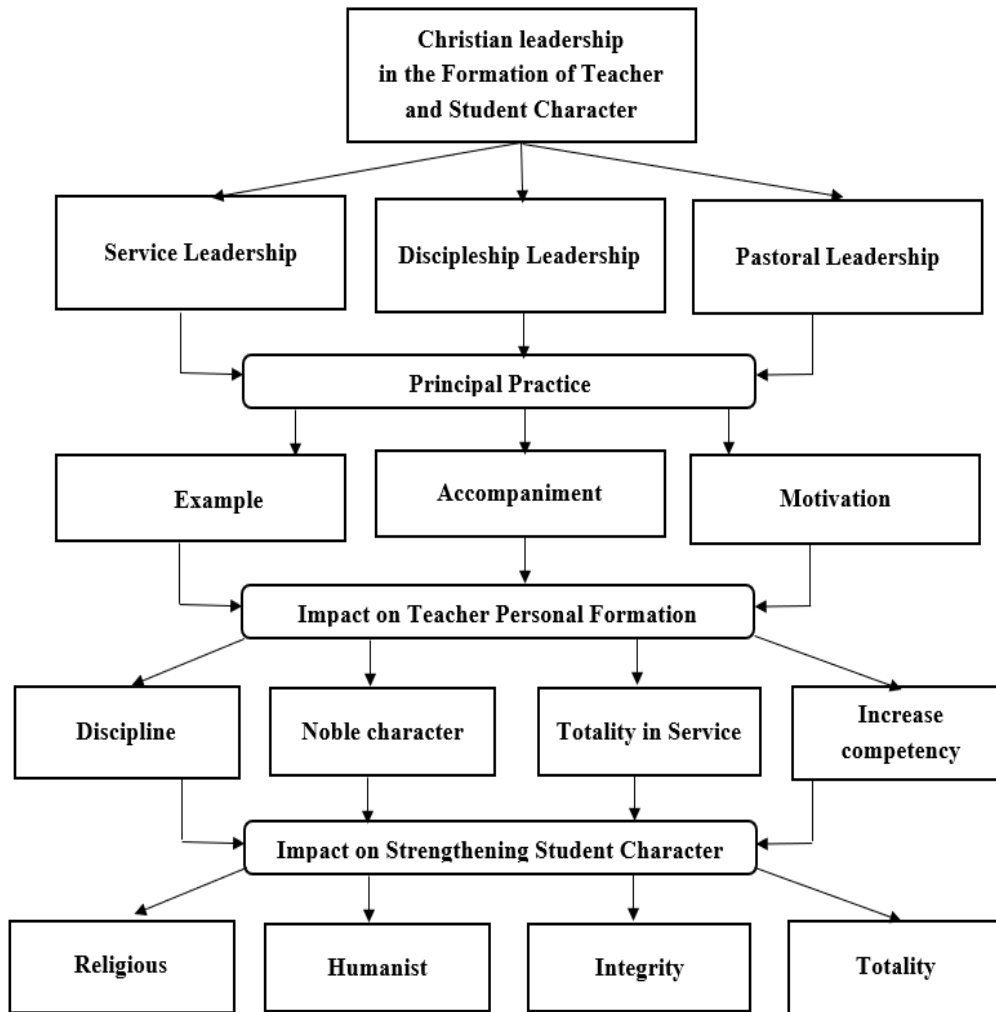 Christian leadership
in the Formation of Teacher
and Student Character
Service Leadership
Discipleship Leadership
Pastoral Leadership
Principal Practice
Example
Accompaniment
Motivation
Impact on Teacher Personal Formation
Discipline
Noble character
Totality in Service
Increase
competency
Impact on Strengthening Student Character
Religious
Humanist
Integrity
Totality